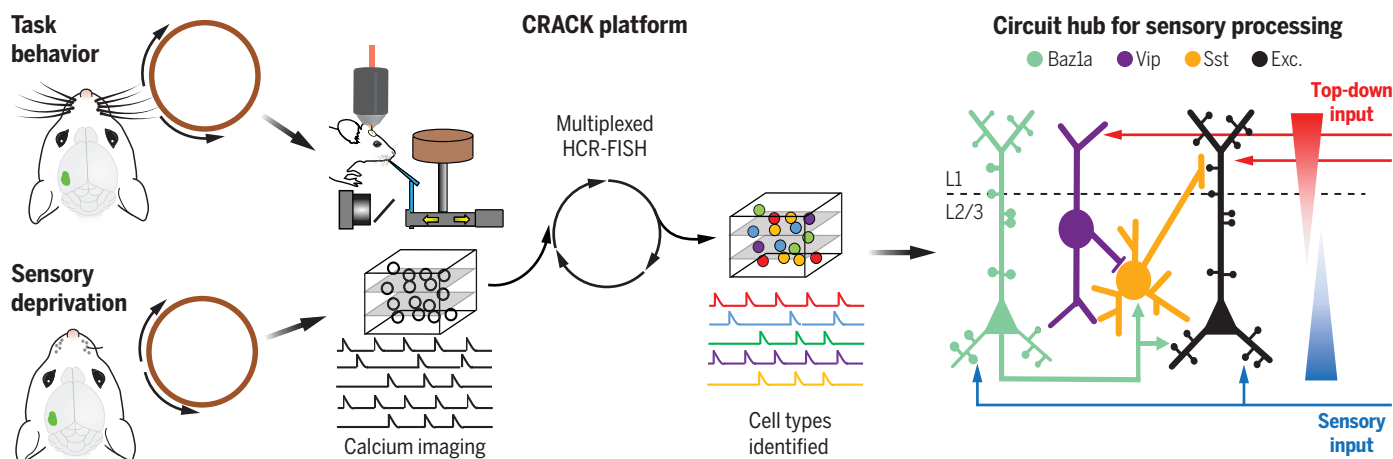 Task
behavior
Sensory
deprivation
CRACK platform
Calcium imaging
Multiplexed
HCR-FISH
Cell types
identified
Circuit hub for sensory processing
Baz1a Vip Sst Exc.
Top-down
input
L1
L2/3
Sensory
input